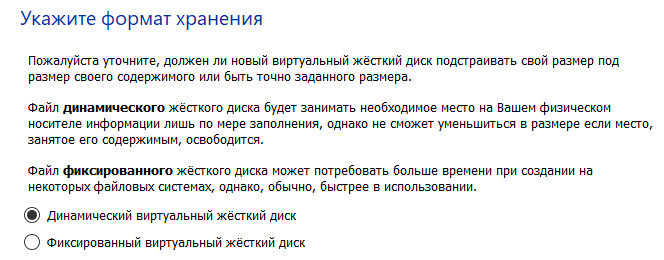 Укажите формат хранения
Пожалуйста уточните, должен ли новый виртуальный жёсткий диск подстраивать свой размер под
размер своего содержимого или быть точно заданного размера.
Файл динамического жёсткого диска будет занимать необходимое место на Вашем физическом
носителе информации лишь по мере заполнения, однако не сможет уменьшиться в размере если место,
занятое его содержимым, освободится.
Файл фиксированного жёсткого диска может потребовать больше времени при создании на
некоторых файловых системах, однако, обычно, быстрее в использовании.
Динамический виртуальный жёсткий диск
Фиксированный виртуальный жёсткий диск